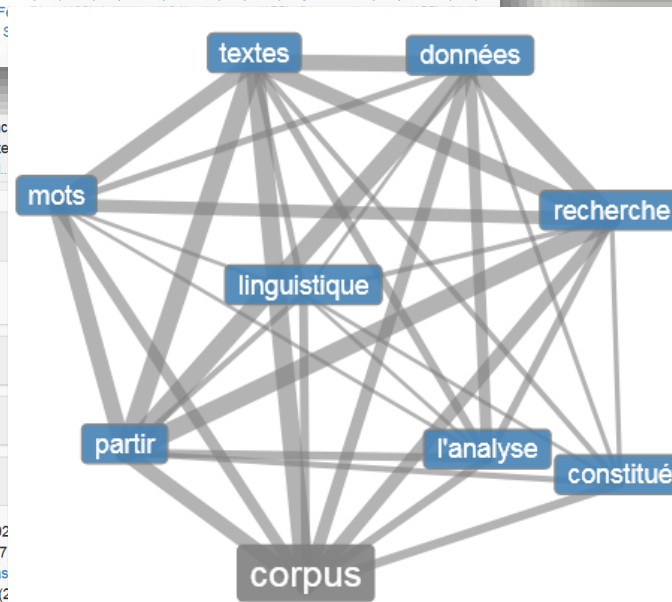 textes
données
mots
recherche
linguistique
partir
l'analyse
constitué
corpus